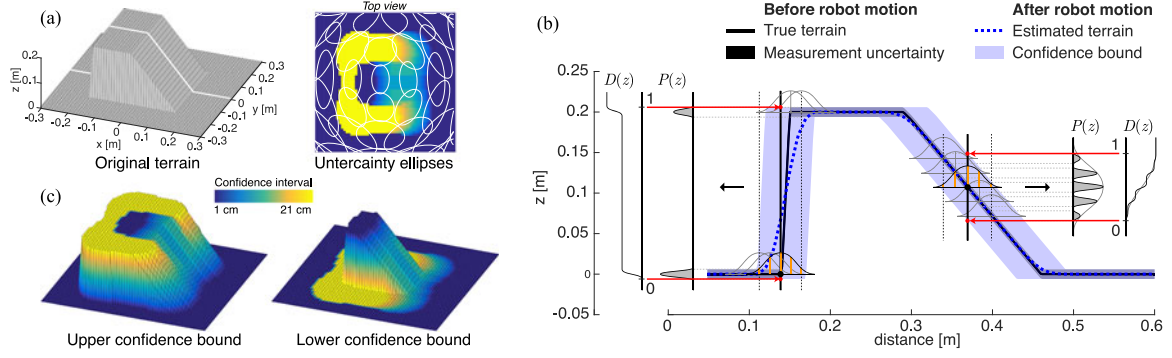 (a)
Top view
0.2
0.1
0
z [m]
-0.3
-0.2
-0.1
0
0.1
0.2
0.3
x [m]
0.3
0.2
0.1
0
-0.1
-0.2
-0.3
y [m]
Original terrain
Untercainty ellipses
(c)
Confidence interval
1 cm
21 cm
Upper confidence bound
Lower confidence bound
(b)
Before robot motion
True terrain
Measurement uncertainty
After robot motion
Estimated terrain
Confidence bound
D(z)
P(z)
1
0
z [m]
0.25
0.2
0.15
0.1
0.05
0
-0.05
P(z)
D(z)
1
0
0
0.1
0.2
0.3
0.4
0.5
0.6
distance [m]